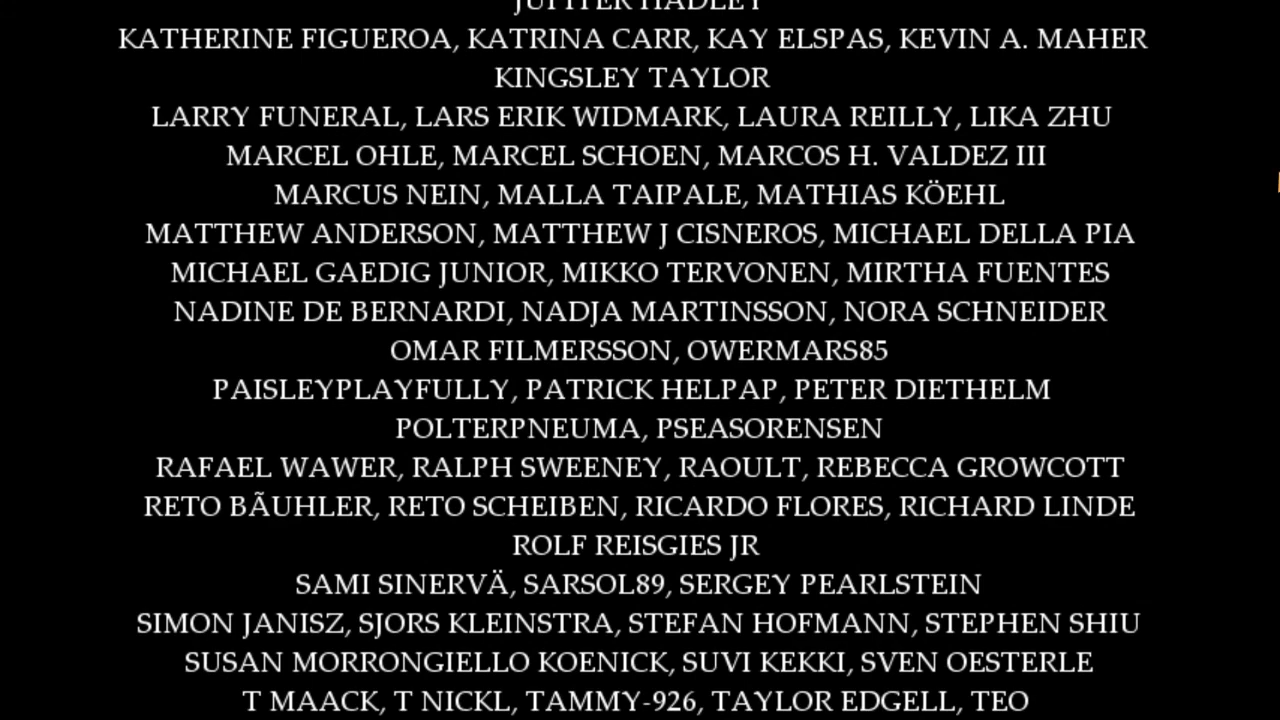 JUPITER HADLEY
KATHERINE FIGUEROA, KATRINA CARR, KAY ELSPAS, KEVIN A. MAHER
KINGSLEY TAYLOR
LARRY FUNERAL, LARS ERIK WIDMARK, LAURA REILLY, LIKA ZHU
MARCEL OHLE, MARCEL SCHOEN, MARCOS H. VALDEZ III
MARCUS NEIN, MALLA TAIPALE, MATHIAS KÖEHL
MATTHEW ANDERSON, MATTHEW J CISNEROS, MICHAEL DELLA PIA
MICHAEL GAEDIG JUNIOR, MIKKO TERVONEN, MIRTHA FUENTES
NADINE DE BERNARDI, NADJA MARTINSSON, NORA SCHNEIDER
OMAR FILMERSSON, OWERMARS85
PAISLEYPLAYFULLY, PATRICK HELPAP, PETER DIETHELM
POLTERPNEUMA, PSEASORENSEN
RAFAEL WAWER, RALPH SWEENEY, RAOULT, REBECCA GROWCOTT
RETO BÃUHLER, RETO SCHEIBEN, RICARDO FLORES, RICHARD LINDE
ROLF REISGIES JR
SAMI SINERVÄ, SARSOL89, SERGEY PEARLSTEIN
SIMON JANISZ, SJORS KLEINSTRA, STEFAN HOFMANN, STEPHEN SHIU
SUSAN MORRONGIELLO KOENICK, SUVI KEKKI, SVEN OESTERLE
T MAACK, T NICKL, TAMMY-926, TAYLOR EDGELL, TEO